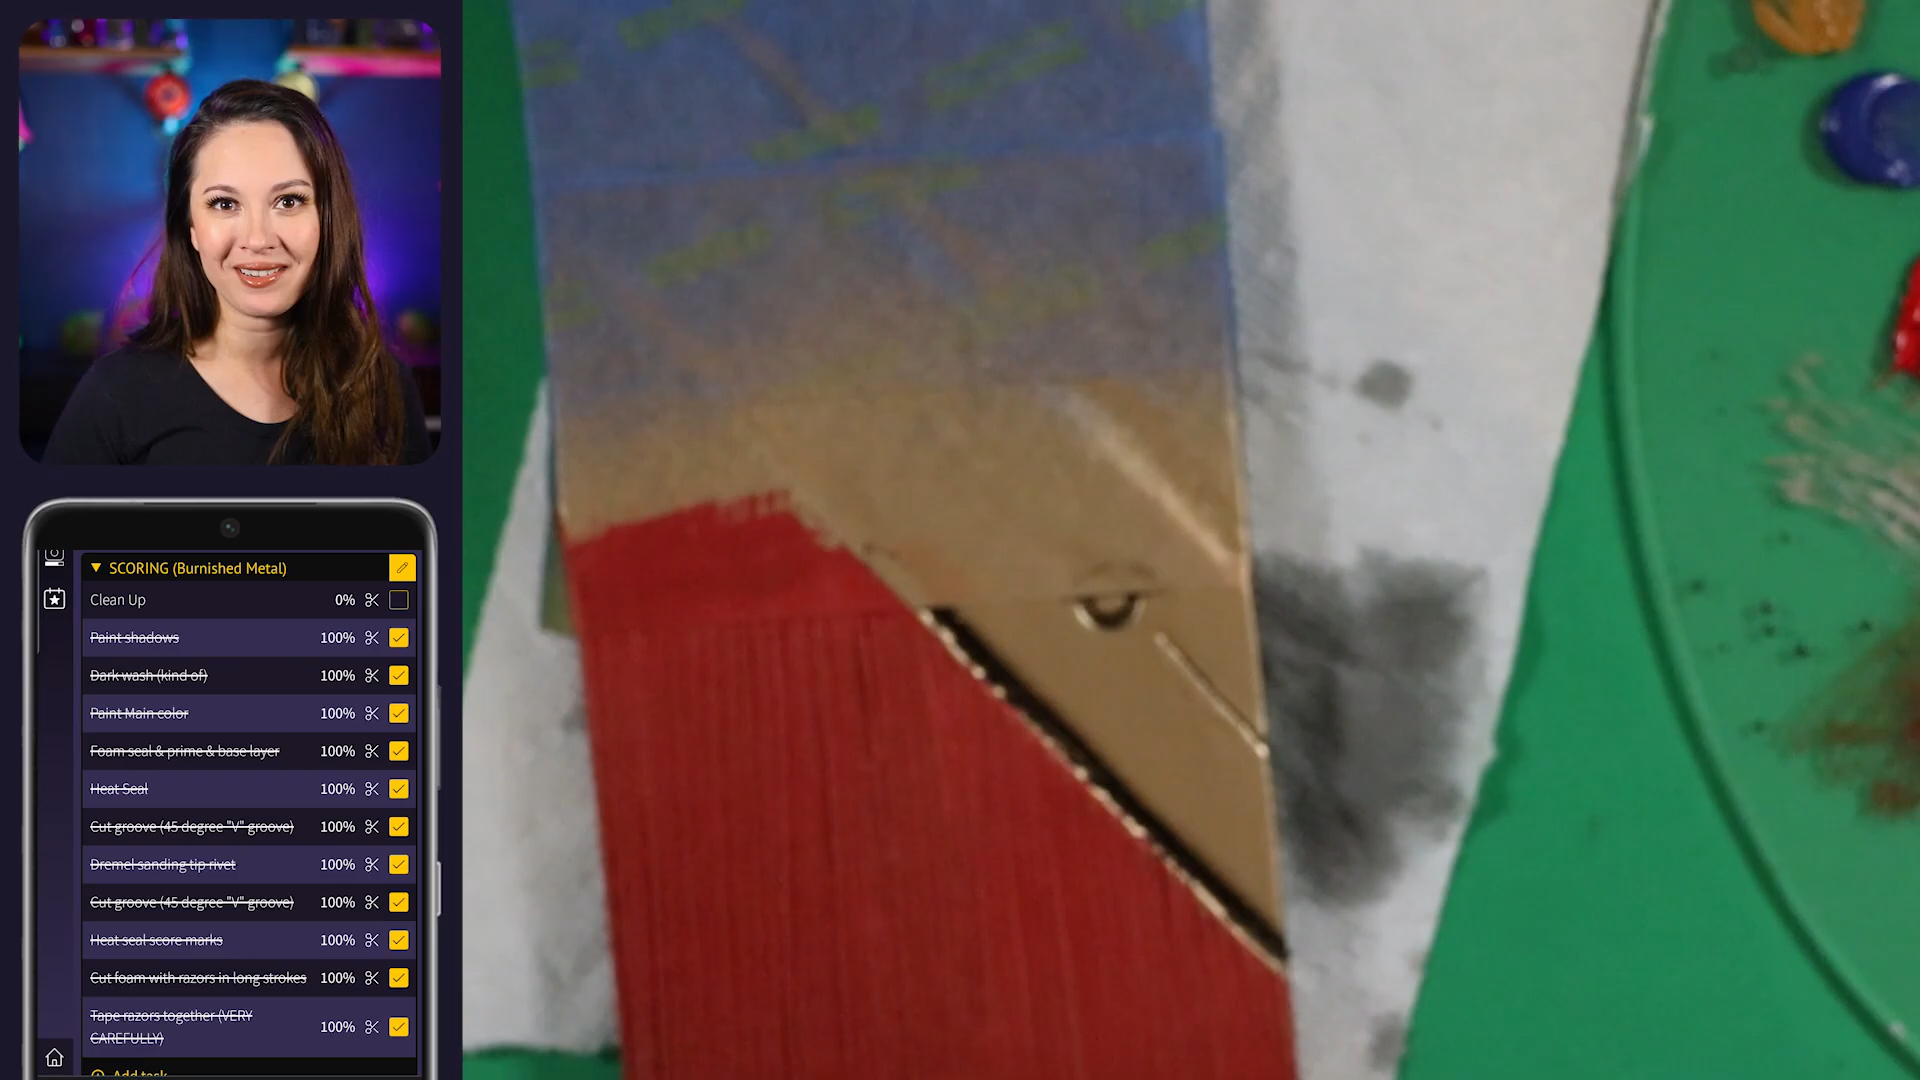 ▼ SCORING (Burnished Metal)
Clean Up 0%
Paint shadows 100%
Dark wash (kind of) 100%
Paint Main color 100%
Foam seal & prime & base layer 100%
Heat Seal 100%
Cut groove (45 degree "V" groove) 100%
Dremel sanding tip rivet 100%
Cut groove (45 degree "V" groove) 100%
Heat seal score marks 100%
Cut foam with razors in long strokes 100%
Tape razors together (VERY
CAREFULLY) 100%
Add task